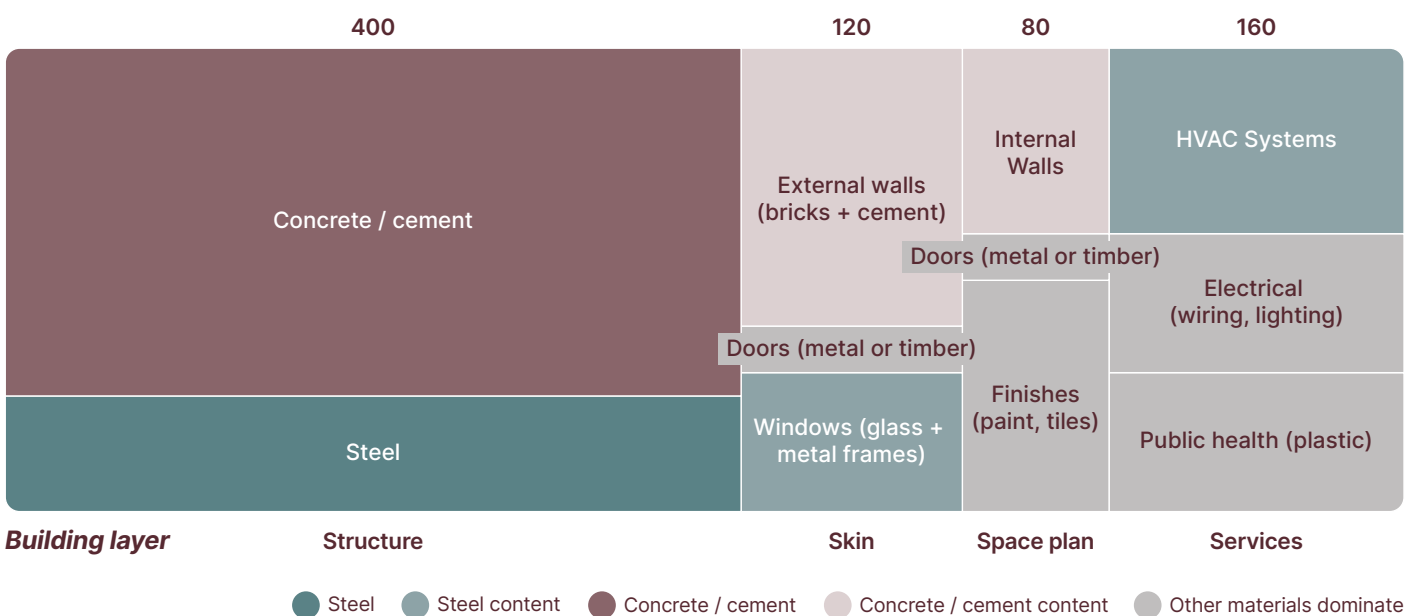 400
120
80
160
Concrete / cement
Steel
External walls
(bricks + cement)
Doors (metal or timber)
Windows (glass +
metal frames)
Internal
Walls
Doors (metal or timber)
Finishes
(paint, tiles)
HVAC Systems
Electrical
(wiring, lighting)
Public health (plastic)
Building layer
Structure
Skin
Space plan
Services
Steel
Steel content
Concrete / cement
Concrete / cement content
Other materials dominate